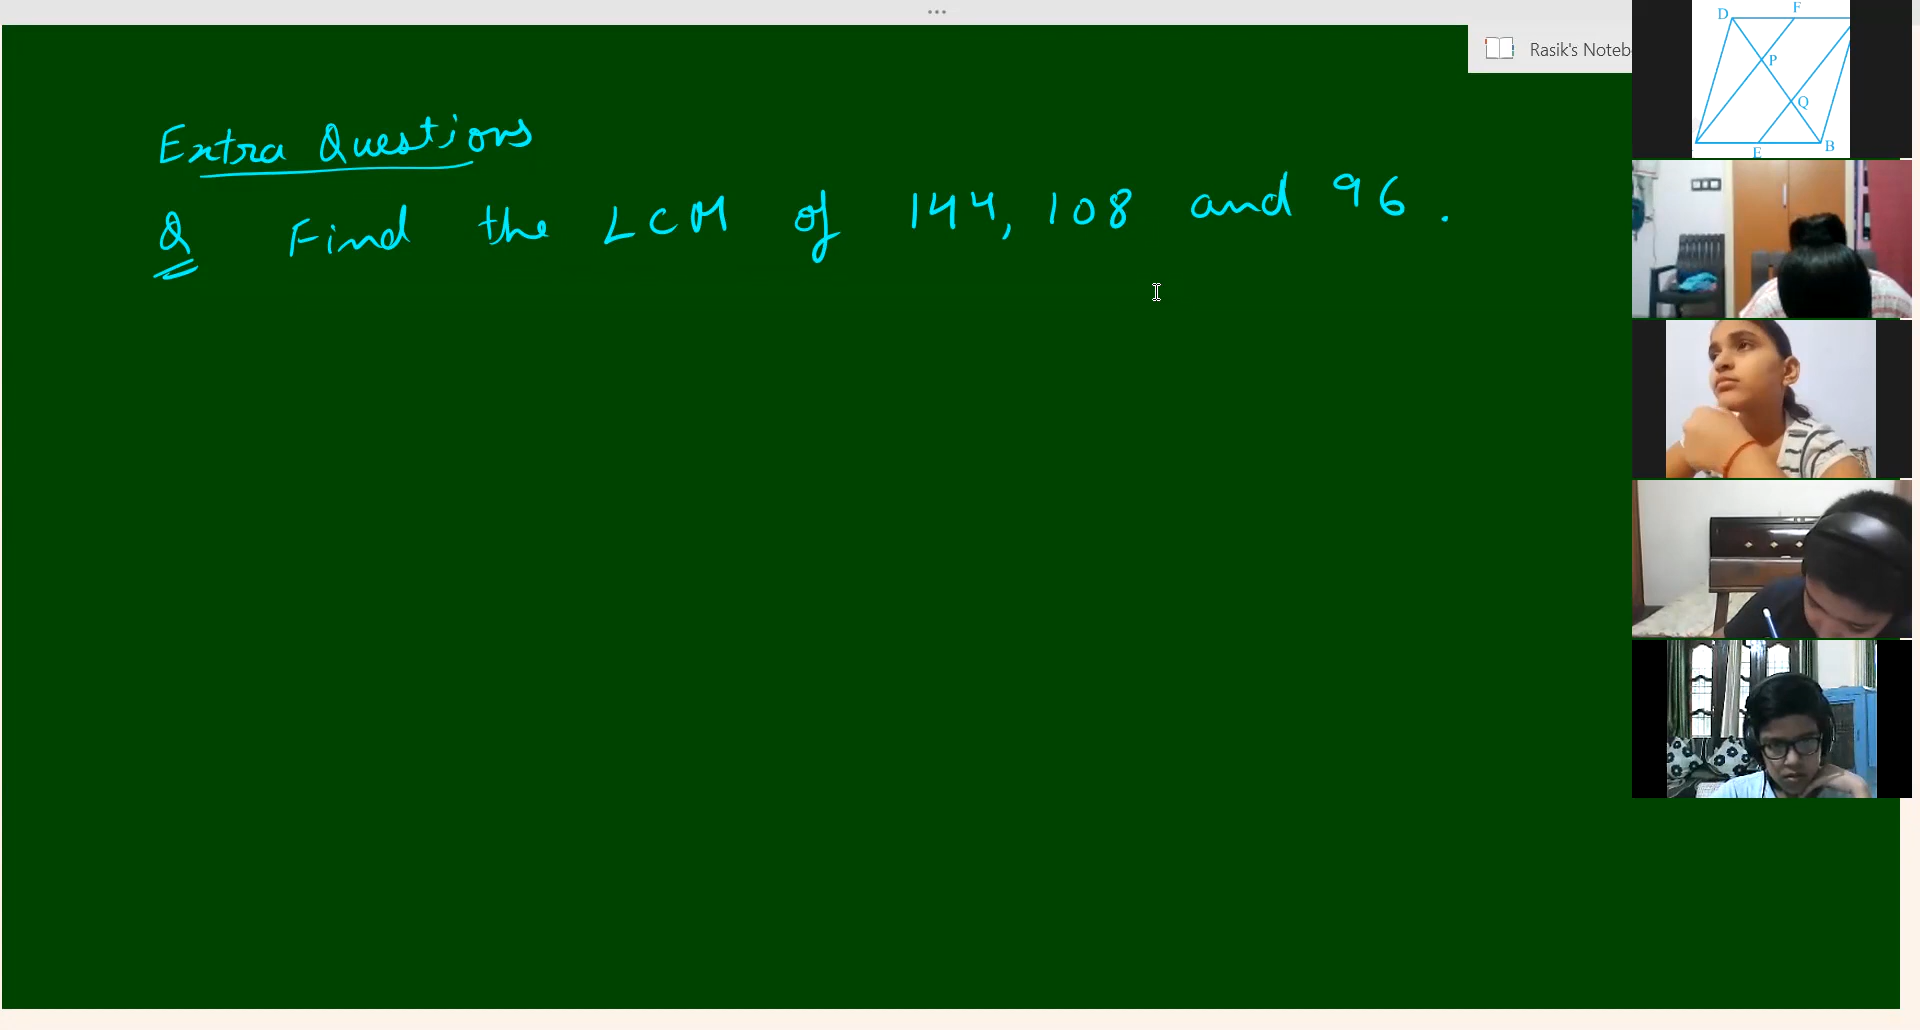 Rasik's Noteb
Extra Questions
Q Find the LCM of 144, 108 and 96.
D F
P
Q
E B